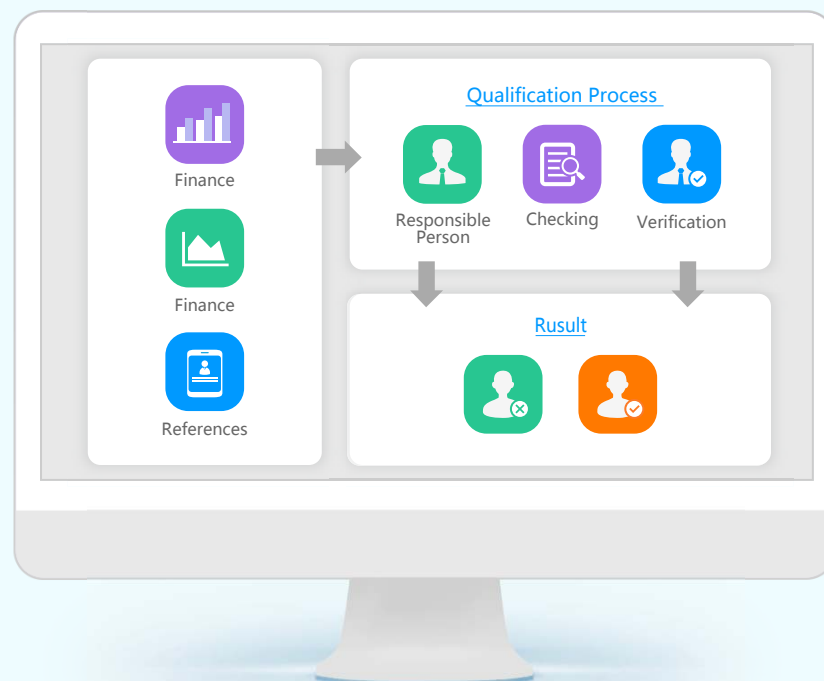 Finance
Finance
References
Qualification Process
Responsible
Person
Checking
Verification
Rusult